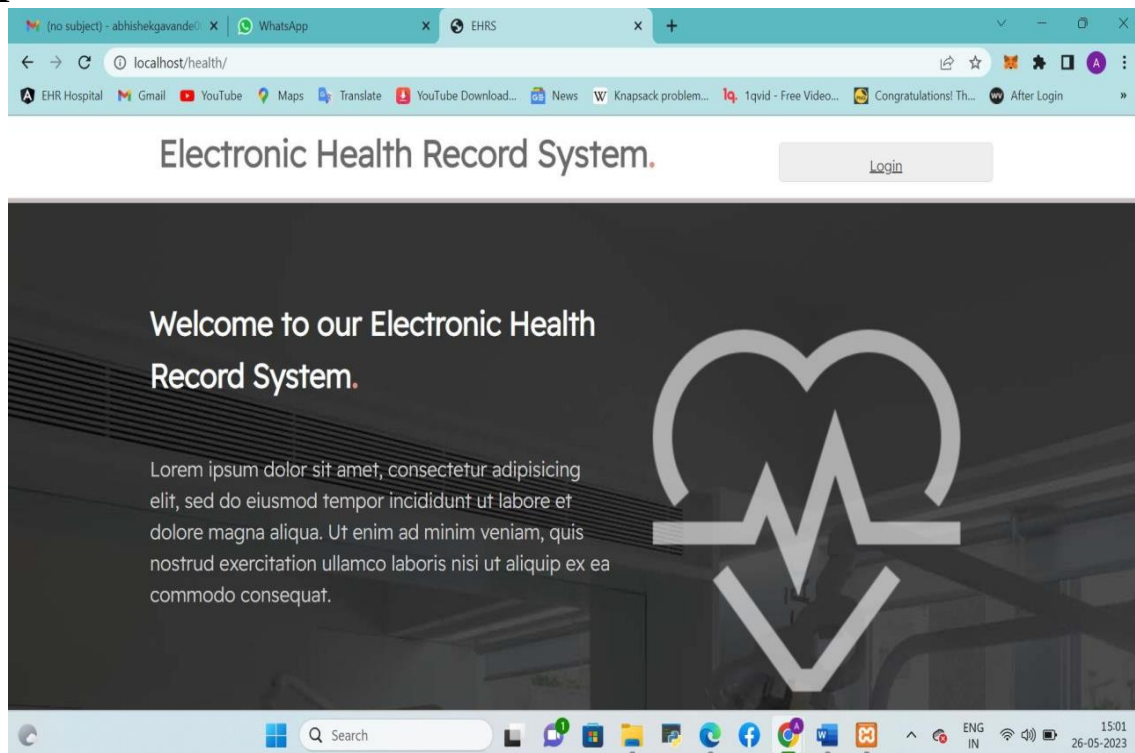 (no subject) - abhishekgavande
WhatsApp
EHRS
localhost/health/
A
EHR Hospital
Gmail
YouTube
Maps
Translate
YouTube Download...
News
W
Knapsack problem...
1q.
1qvid - Free Video...
Congratulations! Th...
wv
After Login
»
Electronic Health Record System.
Login
Welcome to our Electronic Health
Record System.
Lorem ipsum dolor sit amet, consectetur adipisicing
elit, sed do eiusmod tempor incididunt ut labore et
dolore magna aliqua. Ut enim ad minim veniam, quis
nostrud exercitation ullamco laboris nisi ut aliquip ex ea
commodo consequat.
Search
1
ENG
IN
15:01
26-05-2023